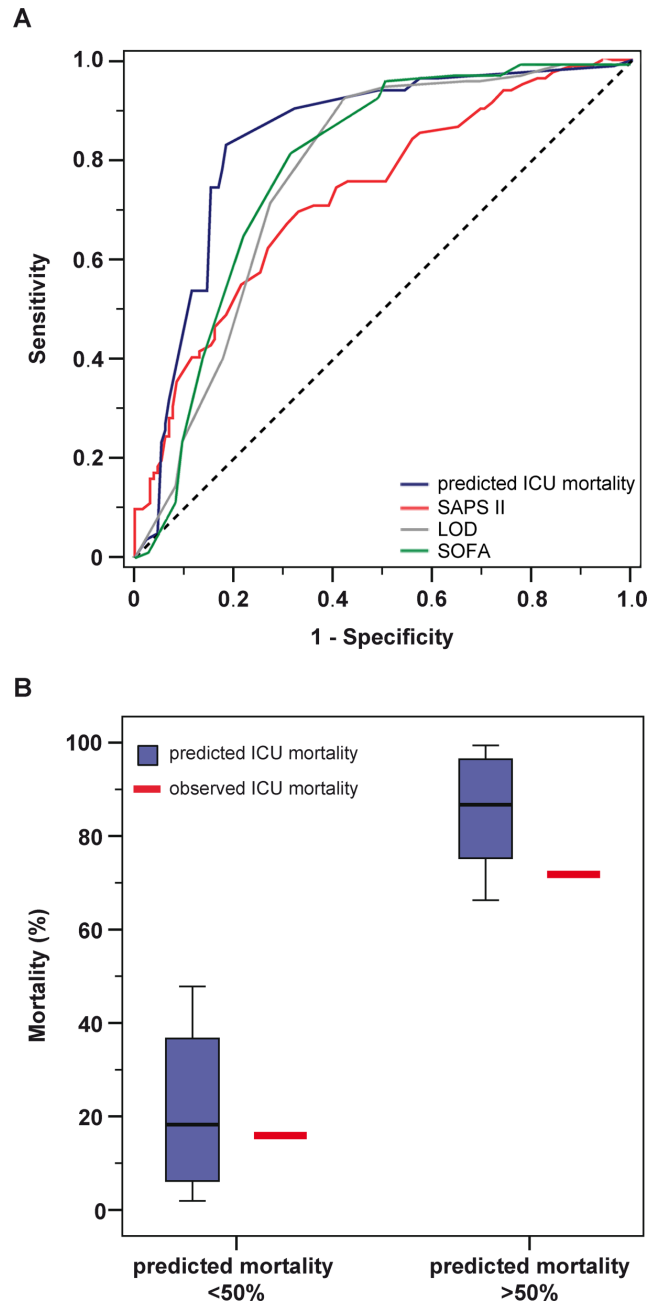 A
1.0
0.8
0.6
0.4
0.2
0
Sensitivity
predicted ICU mortality
SAPS II
LOD
SOFA
0 0.2 0.4 0.6 0.8 1.0
1 - Specificity
B
100
80
60
40
20
0
Mortality (%)
predicted ICU mortality
observed ICU mortality
predicted mortality
<50%
predicted mortality
>50%